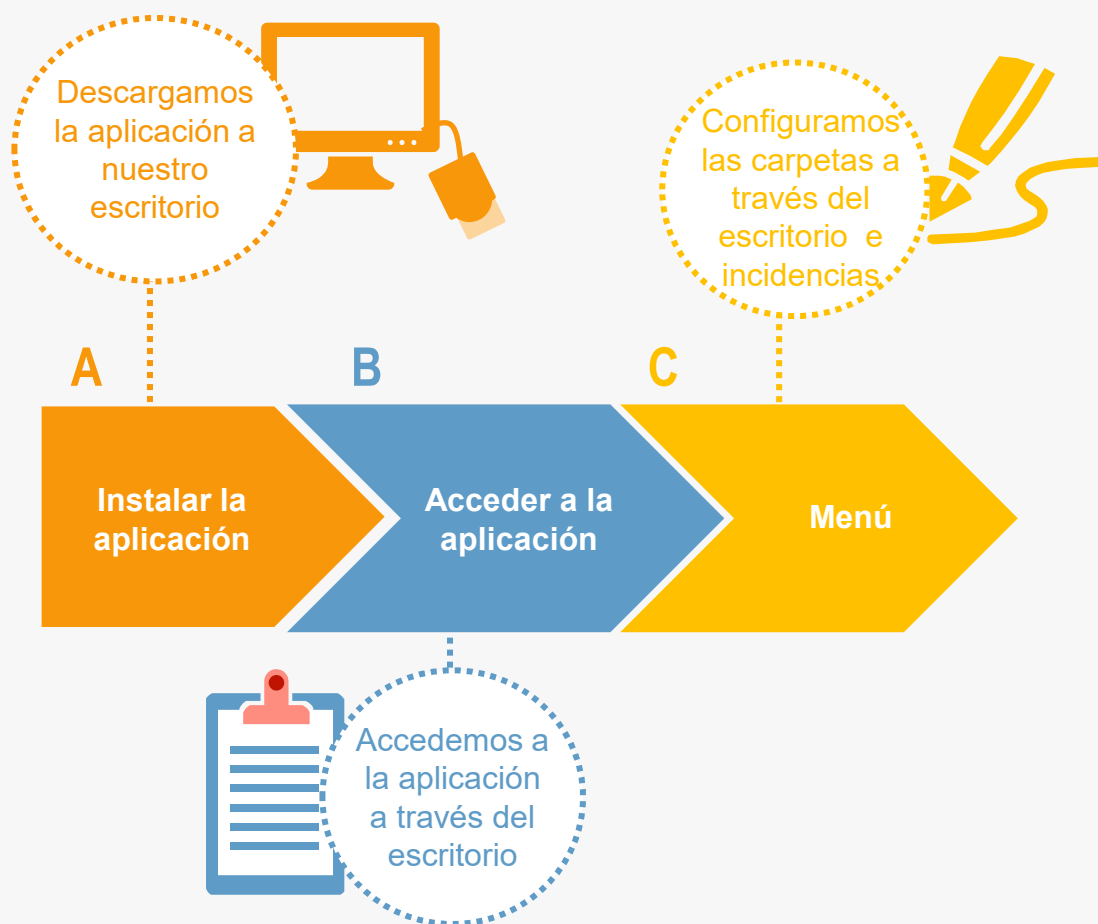 Descargamos
la aplicación a
nuestro
escritorio
Configuramos
las carpetas a
través del
escritorio e
incidencias
A
B
C
Instalar la
aplicación
Acceder a la
aplicación
Menú
Accedemos a
la aplicación
a través del
escritorio